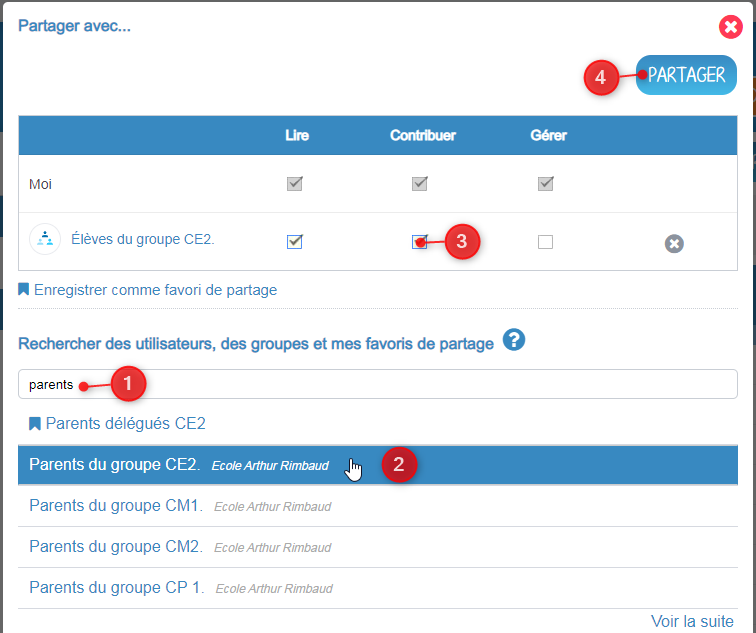 Partager avec...
4
PARTAGER
Lire Contribuer Gérer
Moi
Élèves du groupe CE2.
3
Enregistrer comme favori de partage
Rechercher des utilisateurs, des groupes et mes favoris de partage ?
parents 1
Parents délégués CE2
Parents du groupe CE2. Ecole Arthur Rimbaud 2
Parents du groupe CM1. Ecole Arthur Rimbaud
Parents du groupe CM2. Ecole Arthur Rimbaud
Parents du groupe CP 1. Ecole Arthur Rimbaud
Voir la suite